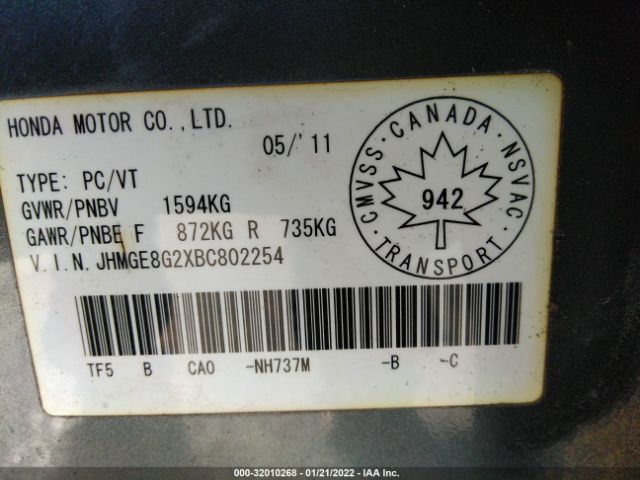 HONDA MOTOR CO.,LTD.
05/'11
TYPE: PC/VT
GVWR/PNBV 1594KG
GAWR/PNBE F 872KG R 735KG
V.I.N. JHMGE8G2XBC802254
CMVSS · CANADA · NSVAC
942
TRANSPORT
TF5 B CAO -NH737M -B -C
000-32010268 - 01/21/2022 - IAA Inc.